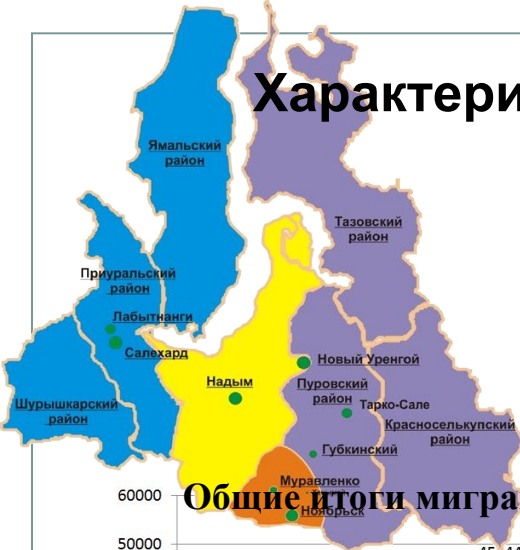 Характери
Ямальский
район
Тазовский
район
Приуральский
район
Лабытнанги
Салехард
Новый Уренгой
Надым
Пуровский
район
Тарко-Сале
Шурышкарский
район
Красноселькупский
район
Губкинский
Муравленко
60000
Общие итоги мигра
Ноябрьск
50000